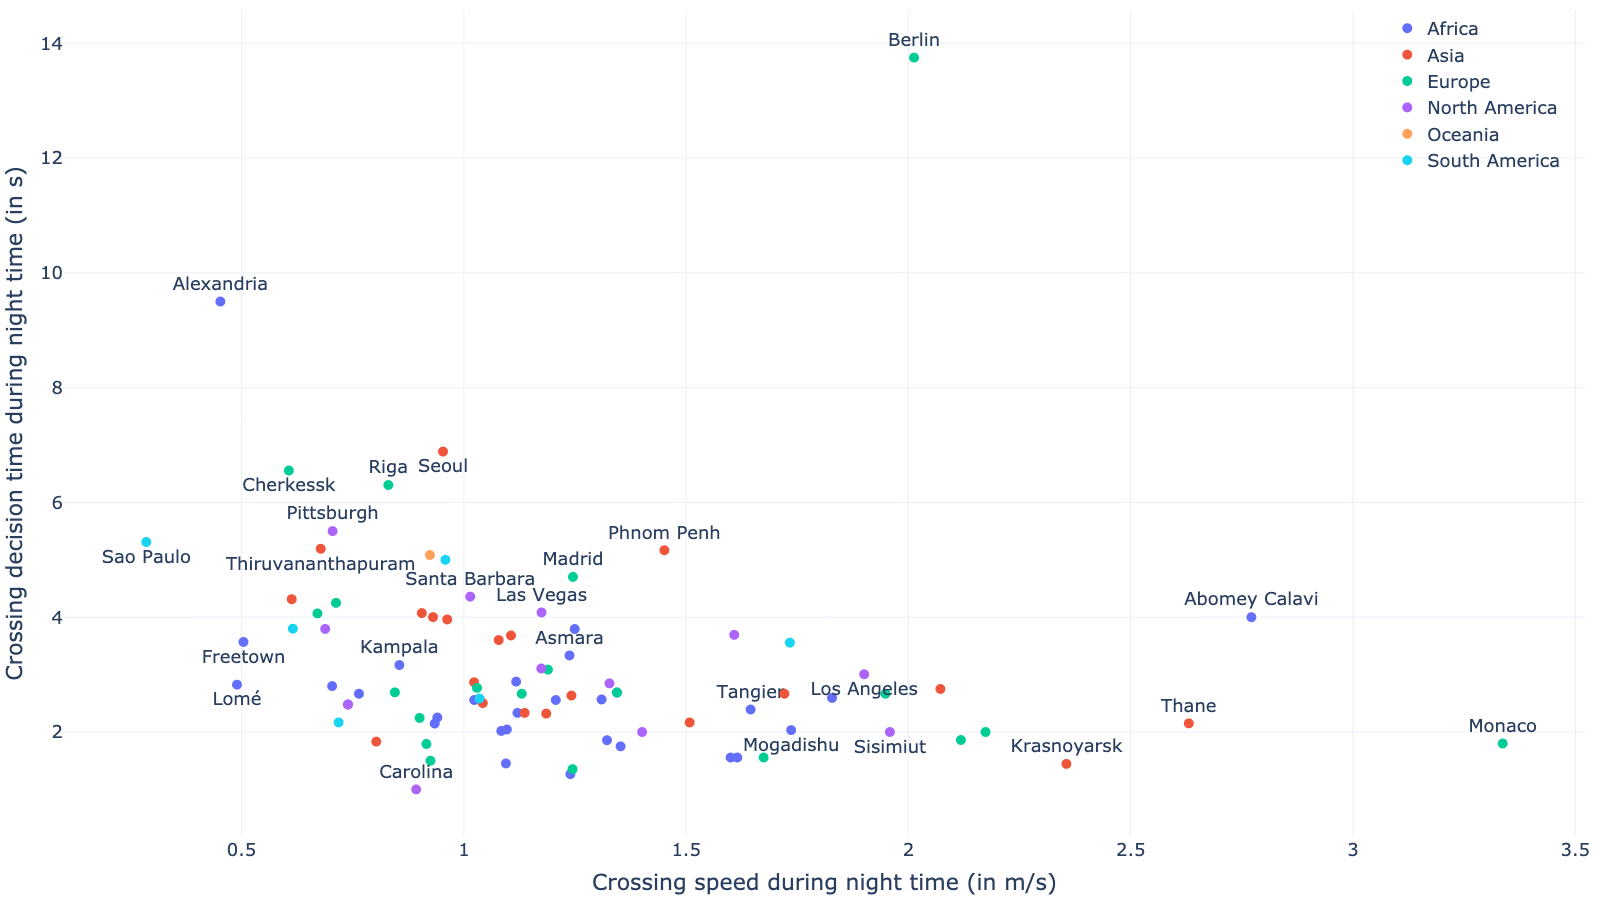 Crossing decision time during night time (in s)
14
12
10
8
6
4
2
Berlin
Africa
Asia
Europe
North America
Oceania
South America
Alexandria
Riga
Seoul
Cherkessk
Pittsburgh
Phnom Penh
Sao Paulo
Thiruvananthapuram
Madrid
Santa Barbara
Las Vegas
Abomey Calavi
Asmara
Kampala
Freetown
Lomé
Tangier
Los Angeles
Thane
Monaco
Mogadishu
Sisimiut
Krasnoyarsk
Carolina
0.5
1
1.5
2
2.5
3
3.5
Crossing speed during night time (in m/s)